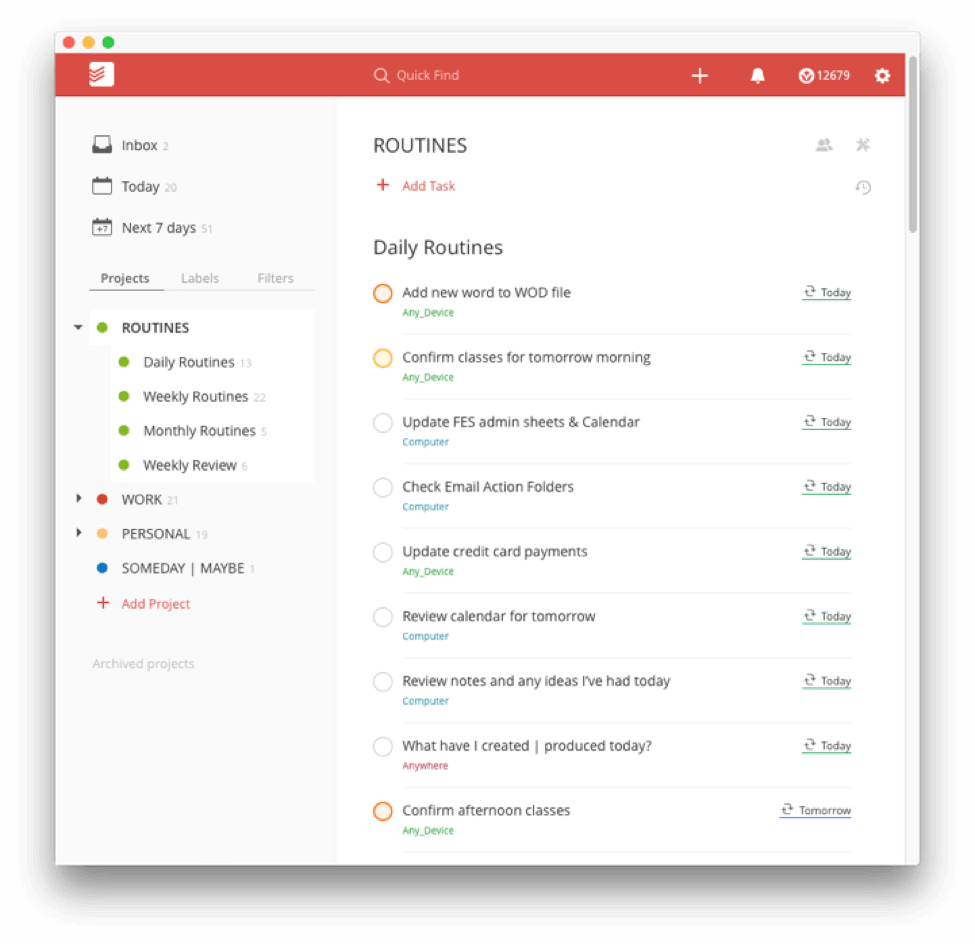 Quick Find
12679
Inbox 2
Today 20
+7 Next 7 days 51
Projects Labels Filters
ROUTINES
Daily Routines 13
Weekly Routines 22
Monthly Routines 5
Weekly Review 6
WORK 21
PERSONAL 19
SOMEDAY | MAYBE 1
+ Add Project
Archived projects
ROUTINES
+ Add Task
Daily Routines
Add new word to WOD file Today
Any_Device
Confirm classes for tomorrow morning Today
Any_Device
Update FES admin sheets & Calendar Today
Computer
Check Email Action Folders Today
Computer
Update credit card payments Today
Any_Device
Review calendar for tomorrow Today
Computer
Review notes and any ideas I've had today Today
Computer
What have I created | produced today? Today
Anywhere
Confirm afternoon classes Tomorrow
Any_Device